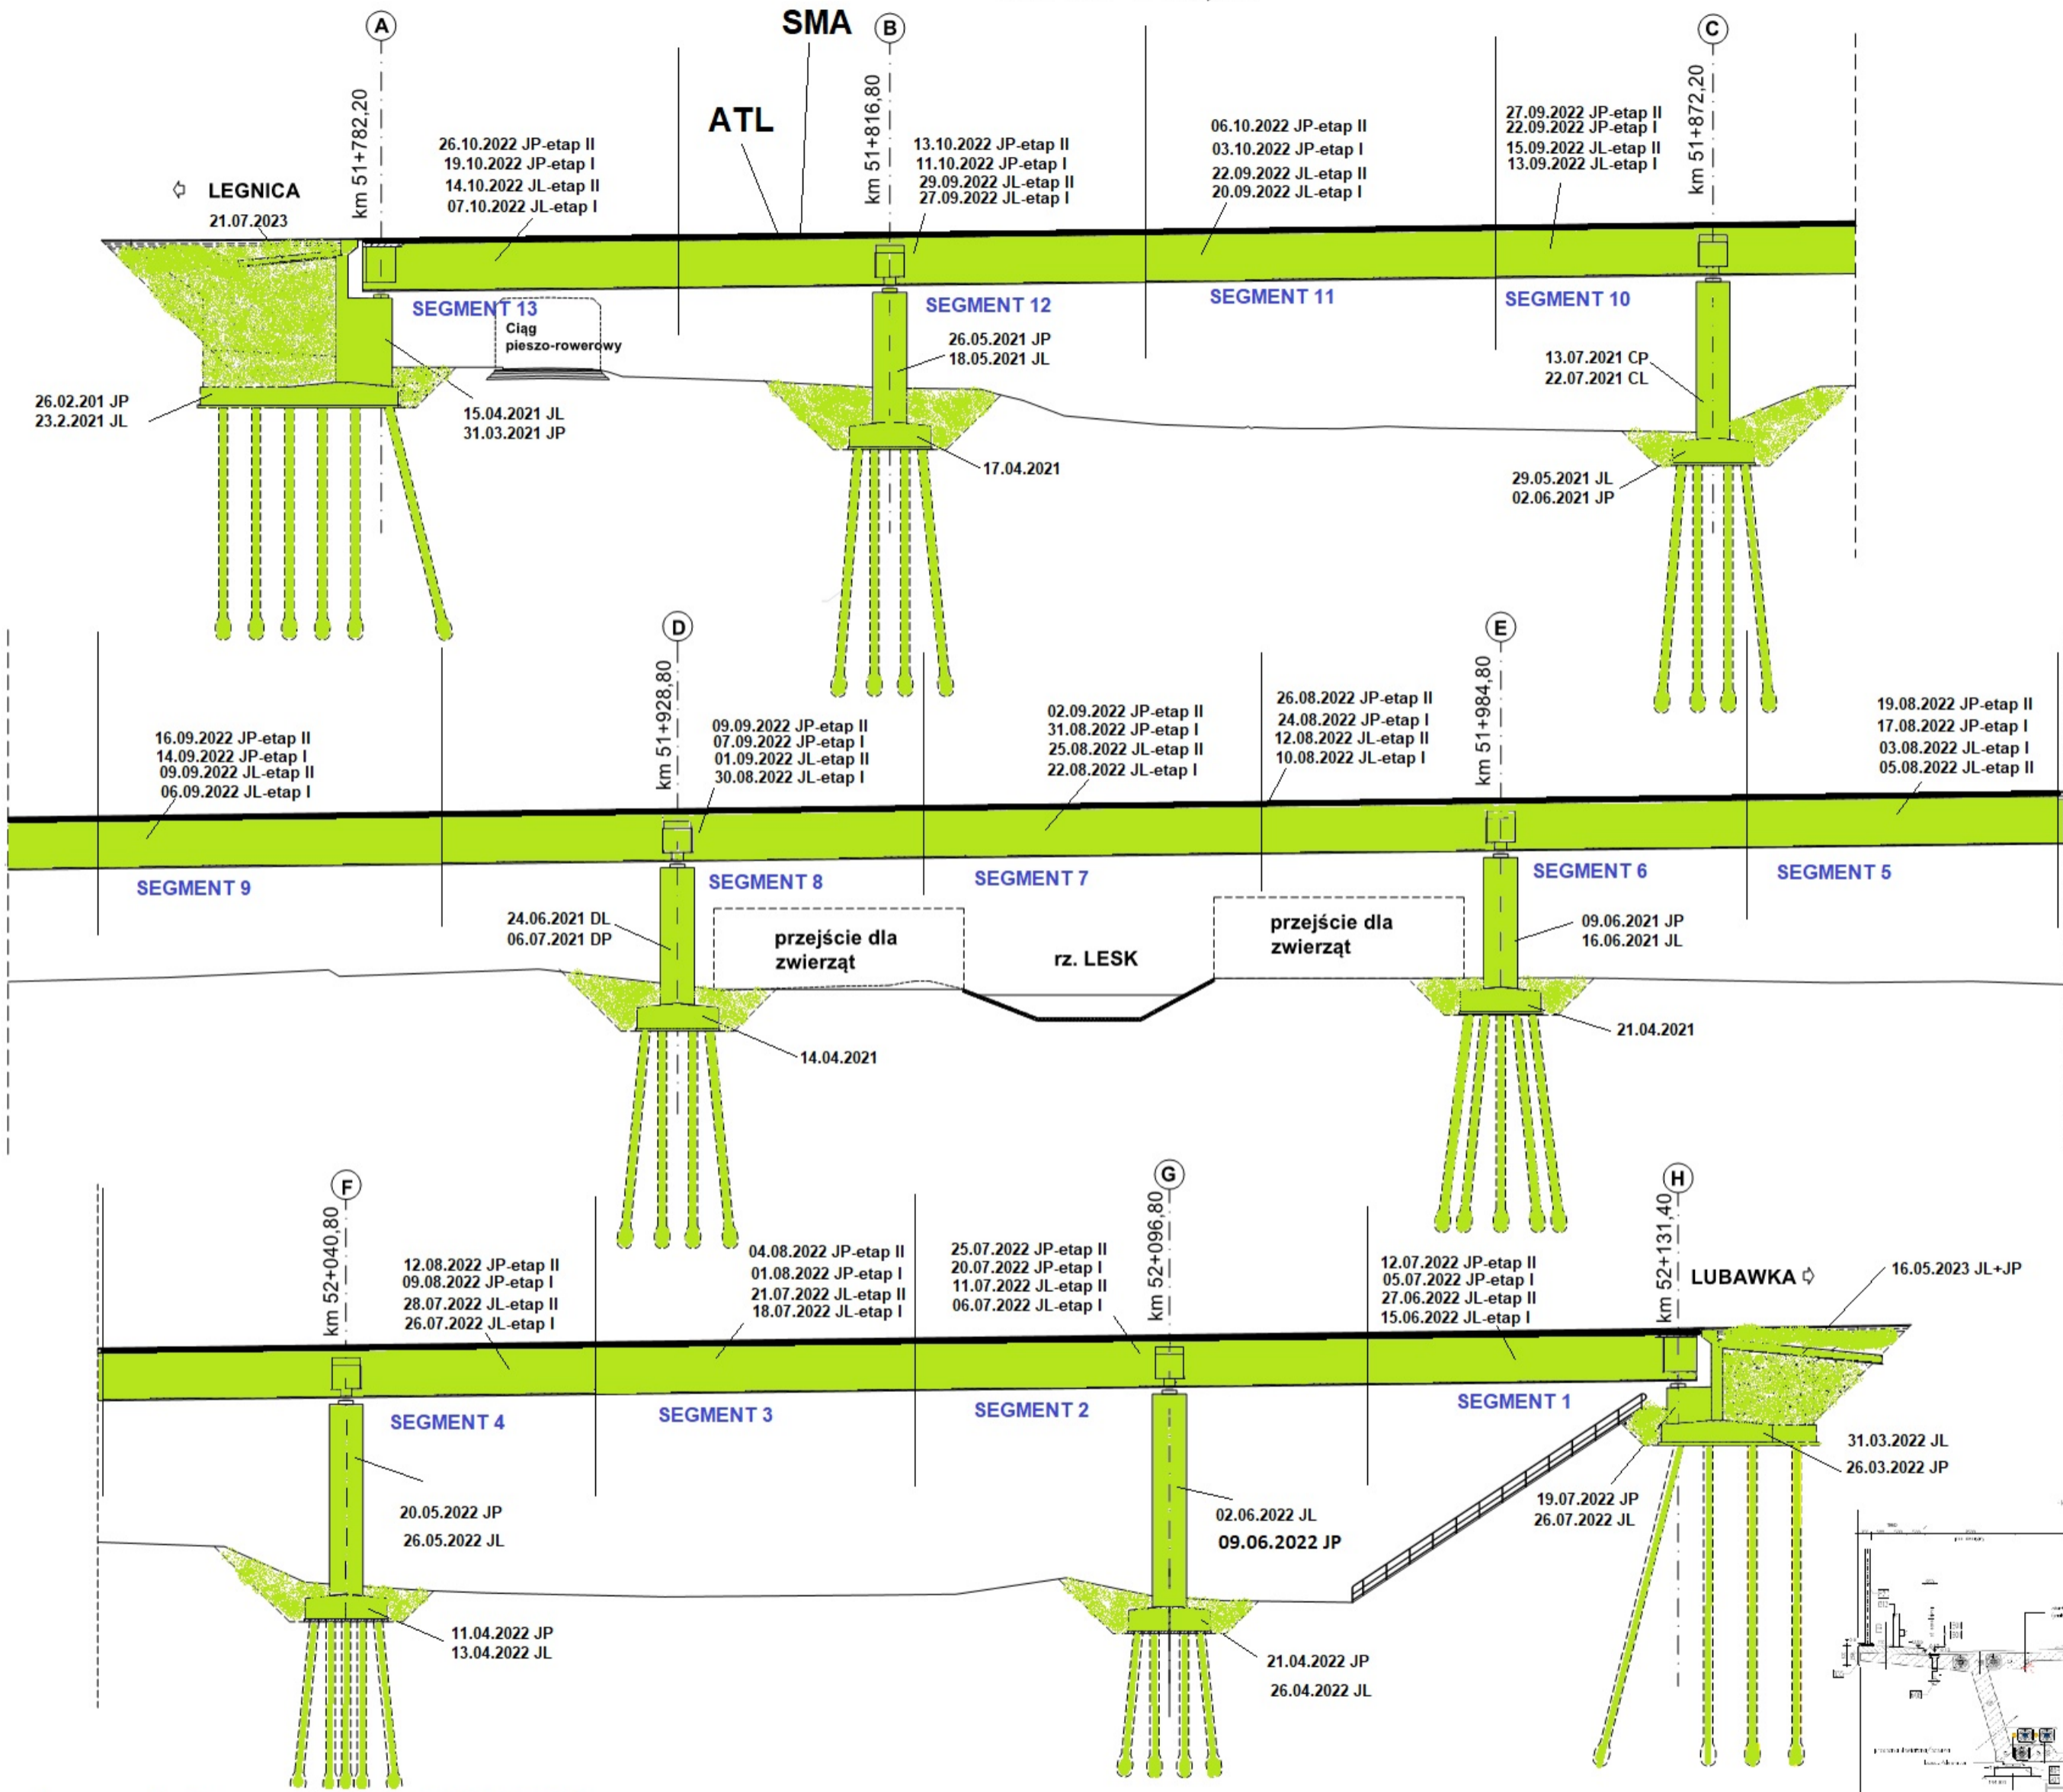 A
SMA
B
C
km 51+782,20
ATL
km 51+816,80
km 51+872,20
26.10.2022 JP-etap II
19.10.2022 JP-etap I
14.10.2022 JL-etap II
07.10.2022 JL-etap I
13.10.2022 JP-etap II
11.10.2022 JP-etap I
29.09.2022 JL-etap II
27.09.2022 JL-etap I
06.10.2022 JP-etap II
03.10.2022 JP-etap I
22.09.2022 JL-etap II
20.09.2022 JL-etap I
27.09.2022 JP-etap II
22.09.2022 JP-etap I
15.09.2022 JL-etap II
13.09.2022 JL-etap I
LEGNICA
21.07.2023
SEGMENT 13
SEGMENT 12
SEGMENT 11
SEGMENT 10
Ciąg
pieszo-rowerowy
26.05.2021 JP
18.05.2021 JL
13.07.2021 CP
22.07.2021 CL
26.02.201 JP
23.2.2021 JL
15.04.2021 JL
31.03.2021 JP
17.04.2021
29.05.2021 JL
02.06.2021 JP
D
E
km 51+928,80
km 51+984,80
16.09.2022 JP-etap II
14.09.2022 JP-etap I
09.09.2022 JL-etap II
06.09.2022 JL-etap I
09.09.2022 JP-etap II
07.09.2022 JP-etap I
01.09.2022 JL-etap II
30.08.2022 JL-etap I
02.09.2022 JP-etap II
31.08.2022 JP-etap I
25.08.2022 JL-etap II
22.08.2022 JL-etap I
26.08.2022 JP-etap II
24.08.2022 JP-etap I
12.08.2022 JL-etap II
10.08.2022 JL-etap I
19.08.2022 JP-etap II
17.08.2022 JP-etap I
03.08.2022 JL-etap I
05.08.2022 JL-etap II
SEGMENT 9
SEGMENT 8
SEGMENT 7
SEGMENT 6
SEGMENT 5
24.06.2021 DL
06.07.2021 DP
przejście dla
zwierząt
rz. LESK
przejście dla
zwierząt
09.06.2021 JP
16.06.2021 JL
14.04.2021
21.04.2021
F
G
H
km 52+040,80
km 52+096,80
km 52+131,40
12.08.2022 JP-etap II
09.08.2022 JP-etap I
28.07.2022 JL-etap II
26.07.2022 JL-etap I
04.08.2022 JP-etap II
01.08.2022 JP-etap I
21.07.2022 JL-etap II
18.07.2022 JL-etap I
25.07.2022 JP-etap II
20.07.2022 JP-etap I
11.07.2022 JL-etap II
06.07.2022 JL-etap I
12.07.2022 JP-etap II
05.07.2022 JP-etap I
27.06.2022 JL-etap II
15.06.2022 JL-etap I
LUBAWKA
16.05.2023 JL+JP
SEGMENT 4
SEGMENT 3
SEGMENT 2
SEGMENT 1
20.05.2022 JP
26.05.2022 JL
02.06.2022 JL
09.06.2022 JP
19.07.2022 JP
26.07.2022 JL
31.03.2022 JL
26.03.2022 JP
11.04.2022 JP
13.04.2022 JL
21.04.2022 JP
26.04.2022 JL